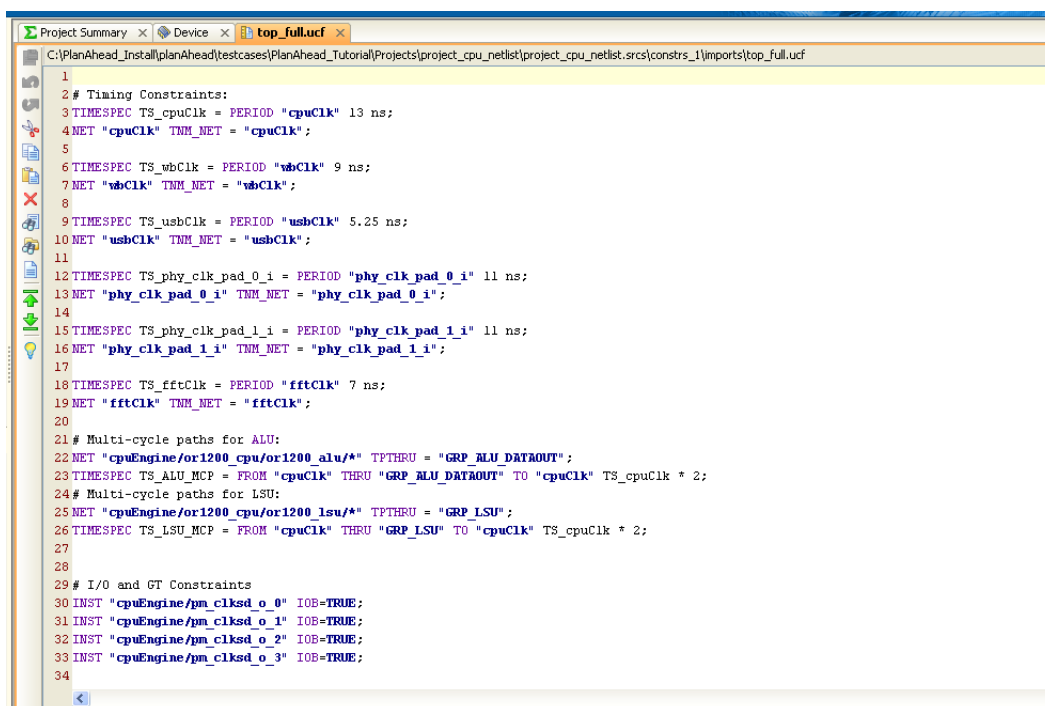 Project Summary Device top_full.ucf
C:\PlanAhead_Install\planAhead\testcases\PlanAhead_Tutorial\Projects\project_cpu_netlist\project_cpu_netlist.srcs\constrs_1\imports\top_full.ucf
1
2 # Timing Constraints:
3 TIMESPEC TS_cpuClk = PERIOD "cpuClk" 13 ns;
4 NET "cpuClk" TNM_NET = "cpuClk";
5
6 TIMESPEC TS_wbClk = PERIOD "wbClk" 9 ns;
7 NET "wbClk" TNM_NET = "wbClk";
8
9 TIMESPEC TS_usbClk = PERIOD "usbClk" 5.25 ns;
10 NET "usbClk" TNM_NET = "usbClk";
11
12 TIMESPEC TS_phy_clk_pad_0_i = PERIOD "phy_clk_pad_0_i" 11 ns;
13 NET "phy_clk_pad_0_i" TNM_NET = "phy_clk_pad_0_i";
14
15 TIMESPEC TS_phy_clk_pad_1_i = PERIOD "phy_clk_pad_1_i" 11 ns;
16 NET "phy_clk_pad_1_i" TNM_NET = "phy_clk_pad_1_i";
17
18 TIMESPEC TS_fftClk = PERIOD "fftClk" 7 ns;
19 NET "fftClk" TNM_NET = "fftClk";
20
21 # Multi-cycle paths for ALU:
22 NET "cpuEngine/or1200_cpu/or1200_alu/*" TPTHRU = "GRP_ALU_DATAOUT";
23 TIMESPEC TS_ALU_MCP = FROM "cpuClk" THRU "GRP_ALU_DATAOUT" TO "cpuClk" TS_cpuClk * 2;
24 # Multi-cycle paths for LSU:
25 NET "cpuEngine/or1200_cpu/or1200_lsu/*" TPTHRU = "GRP_LSU";
26 TIMESPEC TS_LSU_MCP = FROM "cpuClk" THRU "GRP_LSU" TO "cpuClk" TS_cpuClk * 2;
27
28
29 # I/O and GT Constraints
30 INST "cpuEngine/pm_clksd_o_0" IOB=TRUE;
31 INST "cpuEngine/pm_clksd_o_1" IOB=TRUE;
32 INST "cpuEngine/pm_clksd_o_2" IOB=TRUE;
33 INST "cpuEngine/pm_clksd_o_3" IOB=TRUE;
34